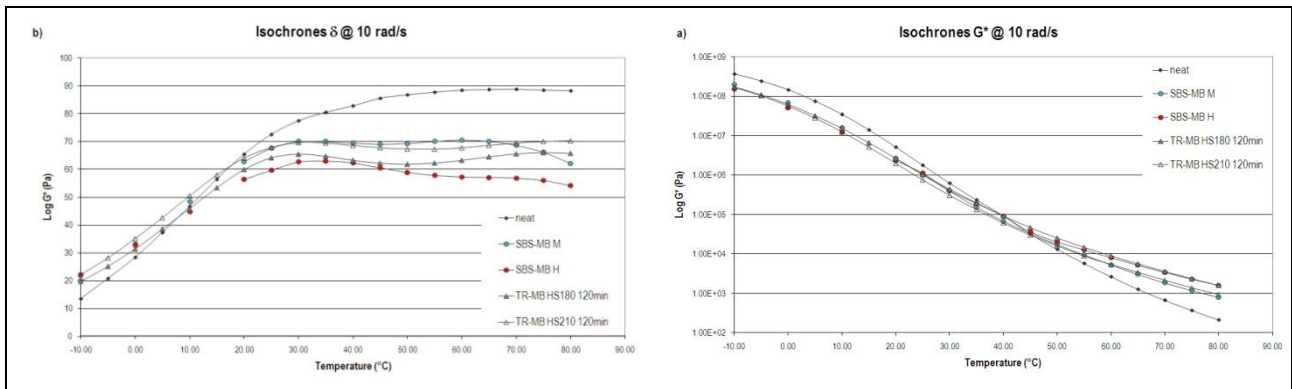 b)
Isochrones δ @ 10 rad/s
Log G* (Pa)
100
90
80
70
60
50
40
30
20
10
0
-10.00 0.00 10.00 20.00 30.00 40.00 50.00 60.00 70.00 80.00 90.00
Temperature (°C)
neat
SBS-MB M
SBS-MB H
TR-MB HS180 120min
TR-MB HS210 120min
a)
Isochrones G* @ 10 rad/s
Log G* (Pa)
1.00E+09
1.00E+08
1.00E+07
1.00E+06
1.00E+05
1.00E+04
1.00E+03
1.00E+02
-10.00 0.00 10.00 20.00 30.00 40.00 50.00 60.00 70.00 80.00 90.00
Temperature (°C)
neat
SBS-MB M
SBS-MB H
TR-MB HS180 120min
TR-MB HS210 120min